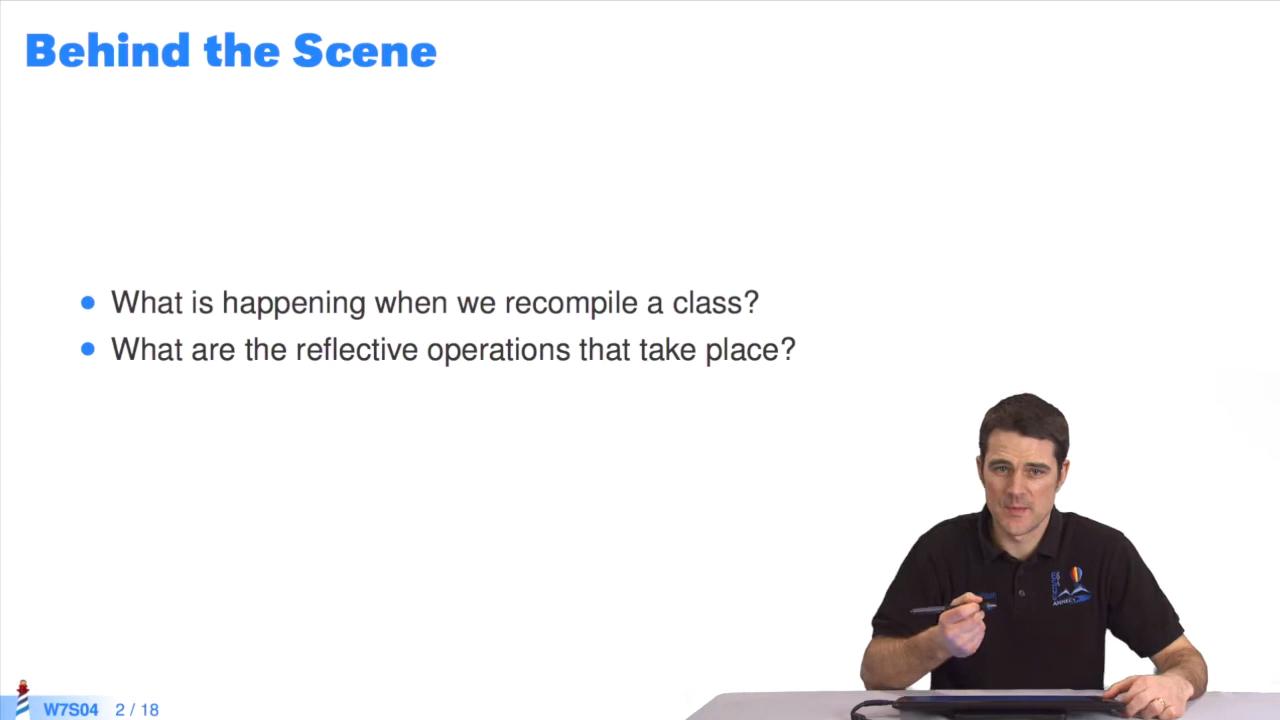 Behind the Scene
What is happening when we recompile a class?
What are the reflective operations that take place?
ANNECY
W7S04 2 / 18